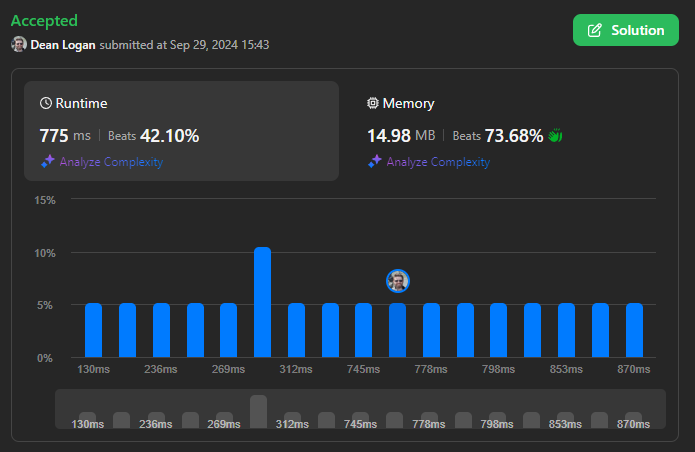 Accepted
Dean Logan submitted at Sep 29, 2024 15:43
Solution
Runtime
775 ms | Beats 42.10%
Analyze Complexity
Memory
14.98 MB | Beats 73.68%
Analyze Complexity
15%
10%
5%
0%
130ms 236ms 269ms 312ms 745ms 778ms 798ms 853ms 870ms
130ms 236ms 269ms 312ms 745ms 778ms 798ms 853ms 870ms